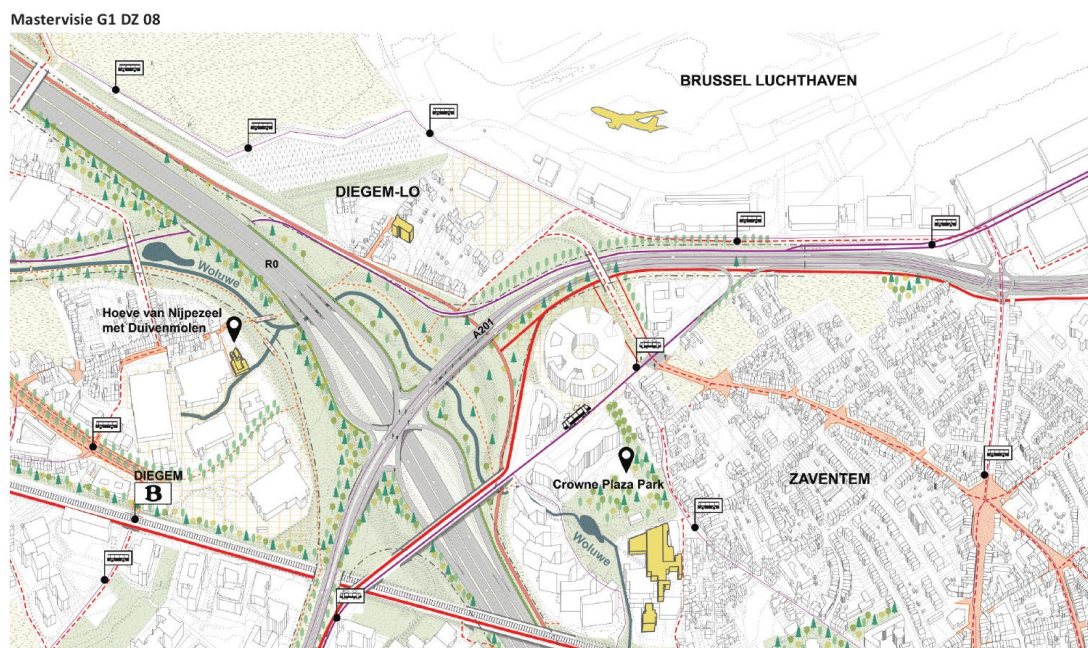 Mastervisie G1 DZ 08
BRUSSEL LUCHTHAVEN
DIEGEM-LO
R0
Woluwe
A201
Hoeve van Nijpezeel
met Duivenmolen
DIEGEM
B
Crowne Plaza Park
ZAVENTEM
Woluwe